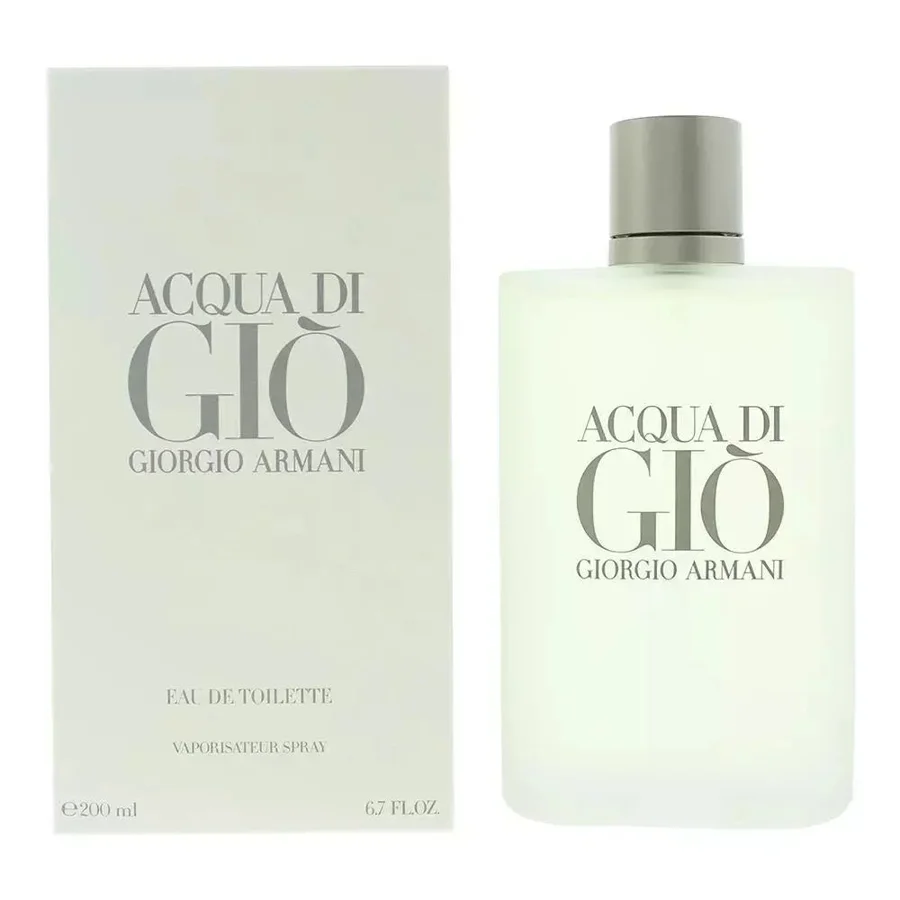 ACQUA DI
GIÒ
GIORGIO ARMANI
EAU DE TOILETTE
VAPORISATEUR SPRAY
℮200 ml
6.7 FL.OZ.
ACQUA DI
GIÒ
GIORGIO ARMANI